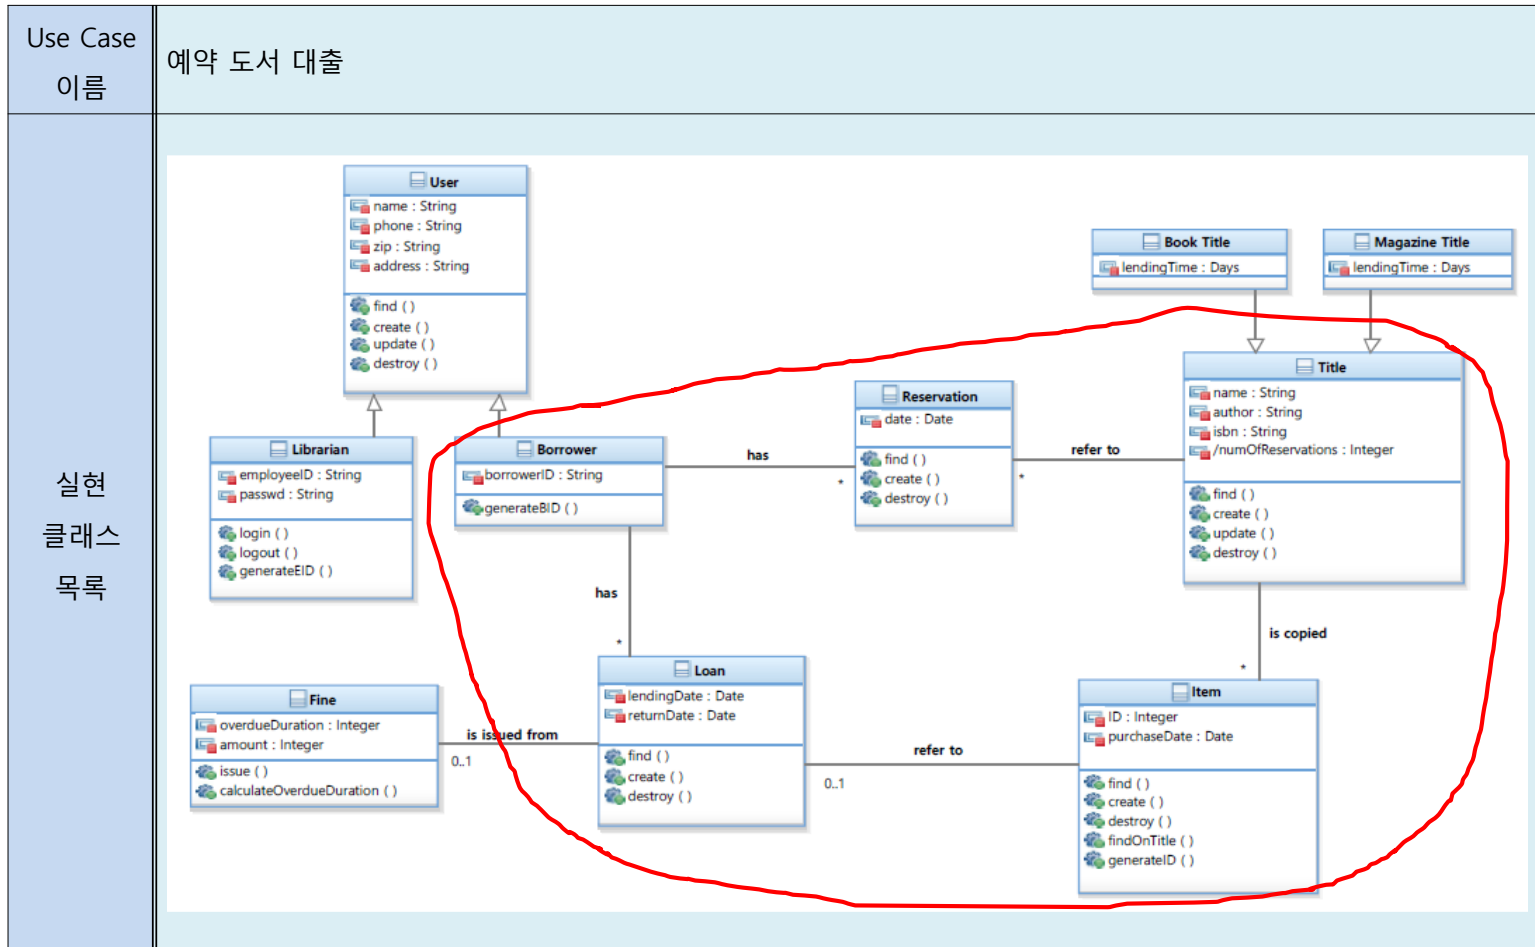 Use Case
이름
예약 도서 대출
실현
클래스
목록
User
name : String
phone : String
zip : String
address : String
find ( )
create ( )
update ( )
destroy ( )
Book Title
lendingTime : Days
Magazine Title
lendingTime : Days
Librarian
employeeID : String
passwd : String
login ( )
logout ( )
generateEID ( )
Borrower
borrowerID : String
generateBID ( )
has
*
Reservation
date : Date
find ( )
create ( )
destroy ( )
refer to
*
Title
name : String
author : String
isbn : String
/numOfReservations : Integer
find ( )
create ( )
update ( )
destroy ( )
has
*
is copied
*
Fine
overdueDuration : Integer
amount : Integer
issue ( )
calculateOverdueDuration ( )
is issued from
0..1
Loan
lendingDate : Date
returnDate : Date
find ( )
create ( )
destroy ( )
refer to
0..1
Item
ID : Integer
purchaseDate : Date
find ( )
create ( )
destroy ( )
findOnTitle ( )
generateID ( )